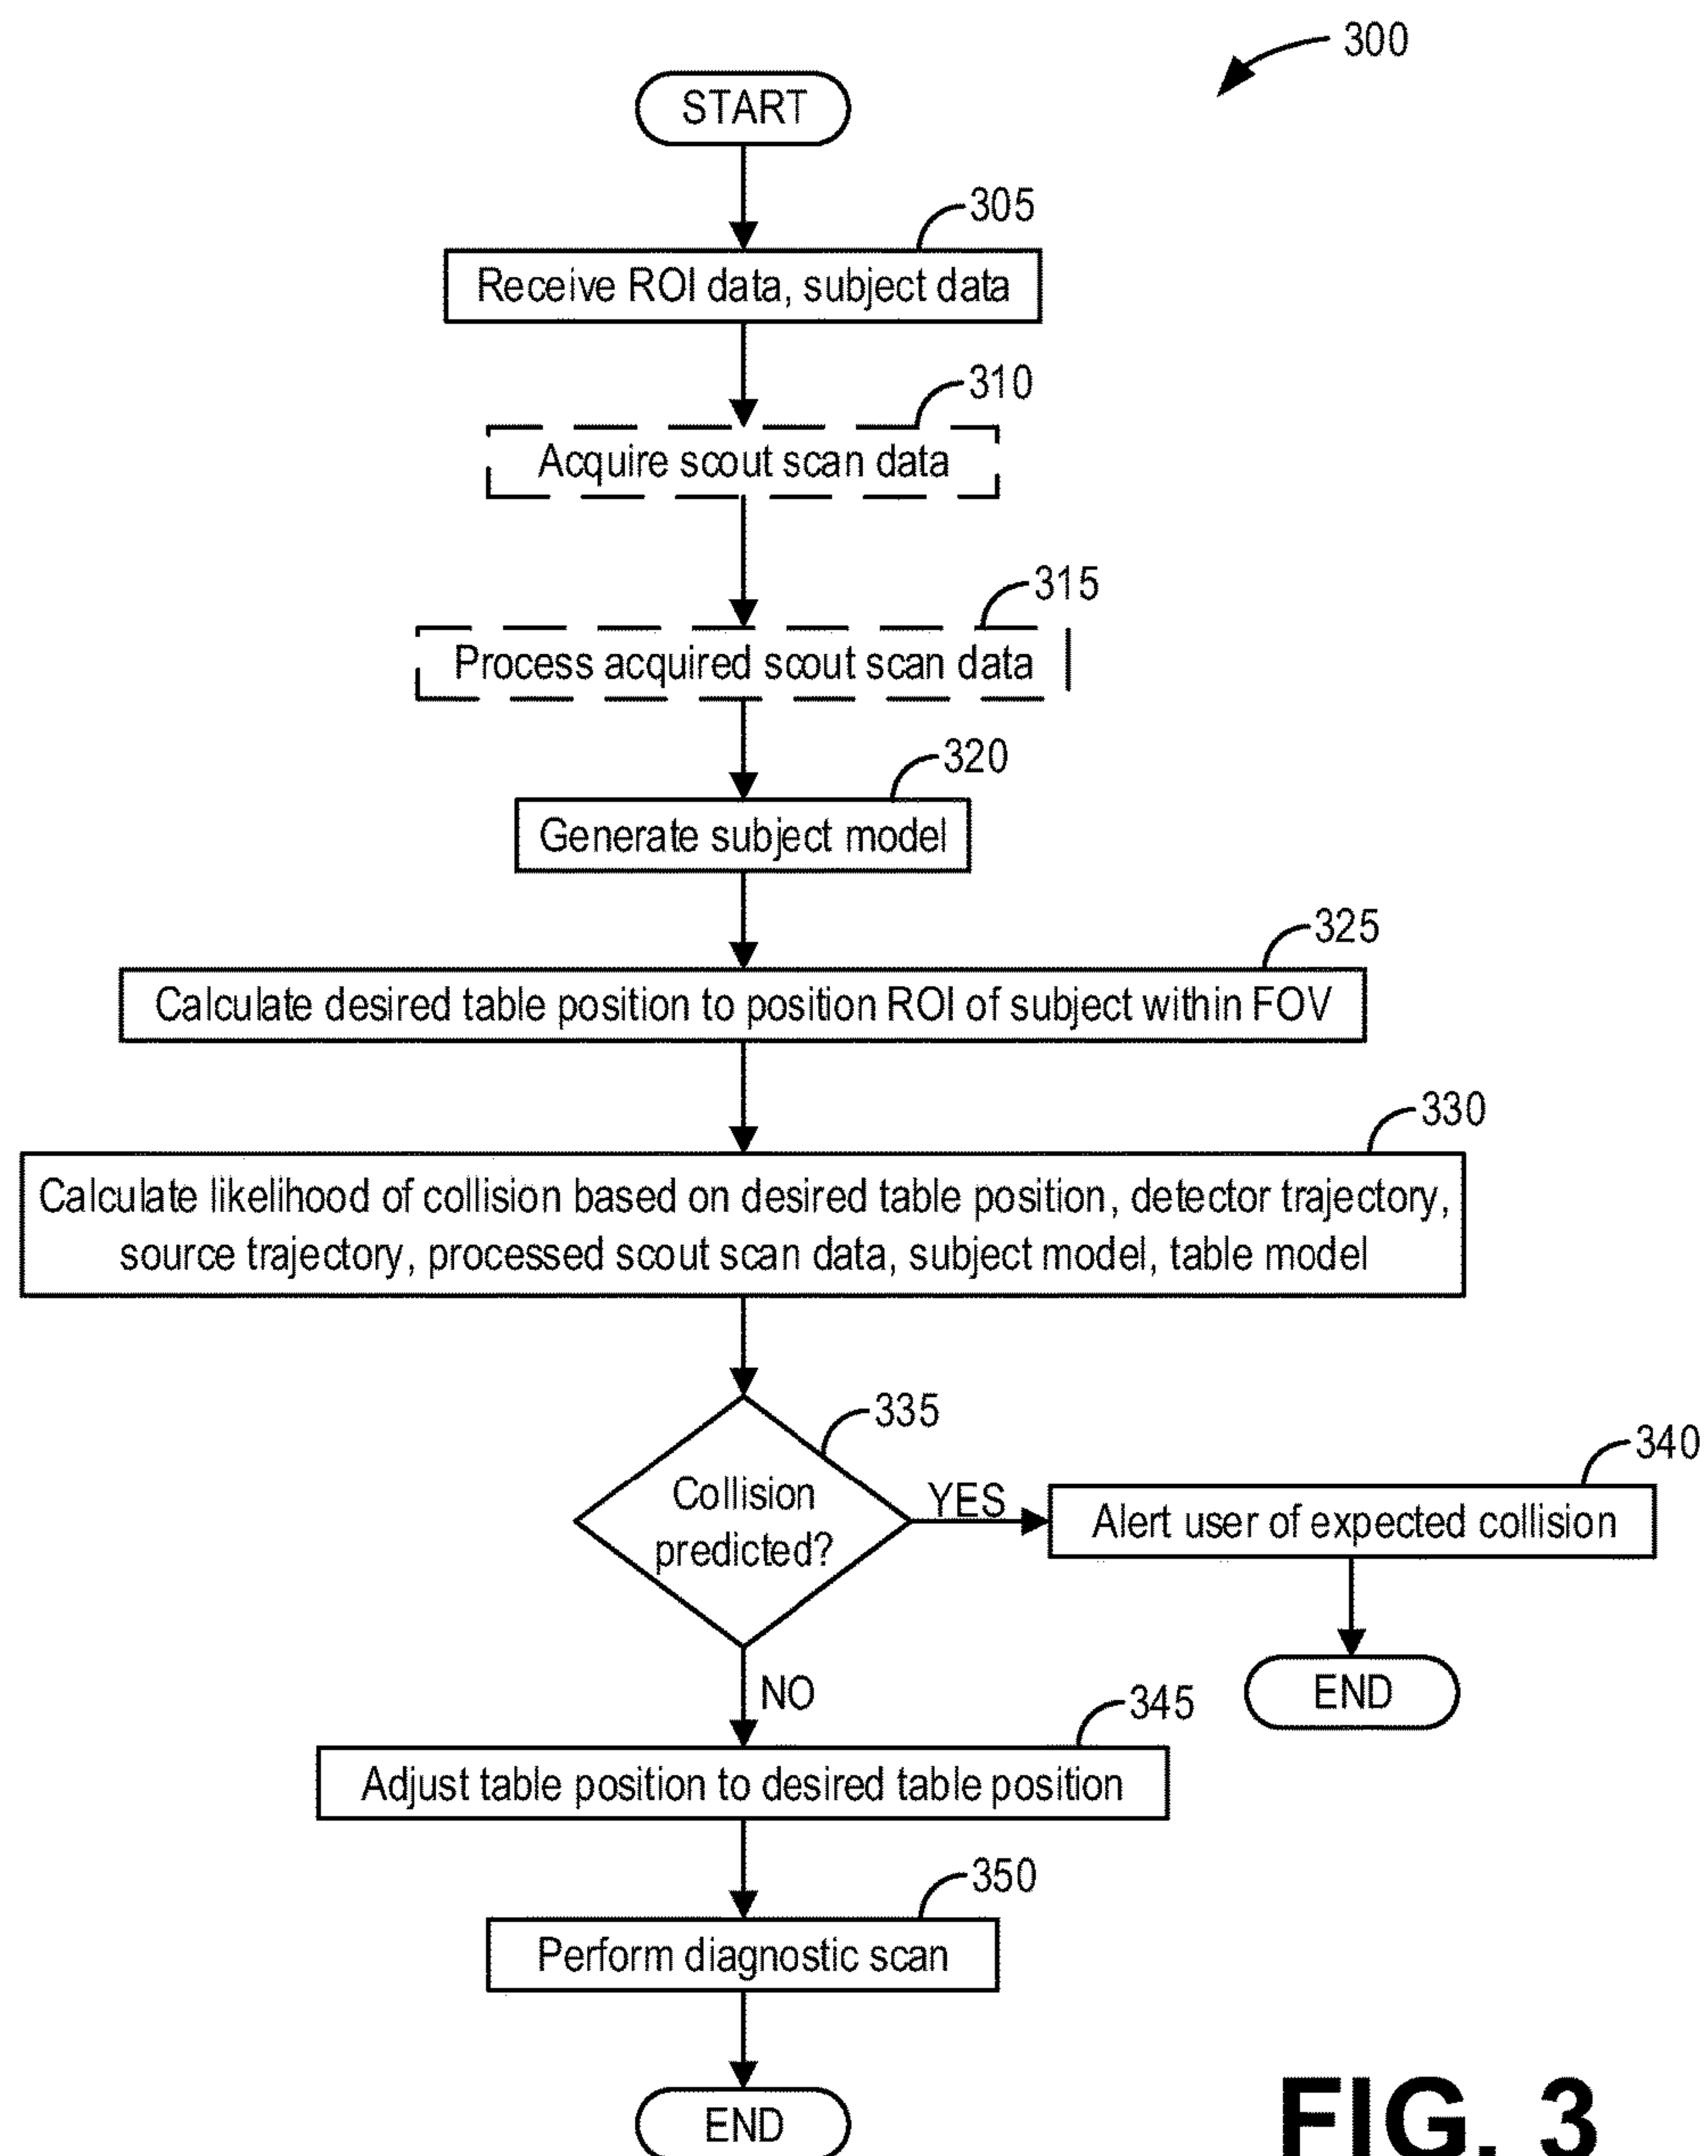 300
START
305
Receive ROI data, subject data
310
Acquire scout scan data
315
Process acquired scout scan data
320
Generate subject model
325
Calculate desired table position to position ROI of subject within FOV
330
Calculate likelihood of collision based on desired table position, detector trajectory,
source trajectory, processed scout scan data, subject model, table model
335
Collision
predicted?
YES
340
Alert user of expected collision
END
NO
345
Adjust table position to desired table position
350
Perform diagnostic scan
END
FIG. 3